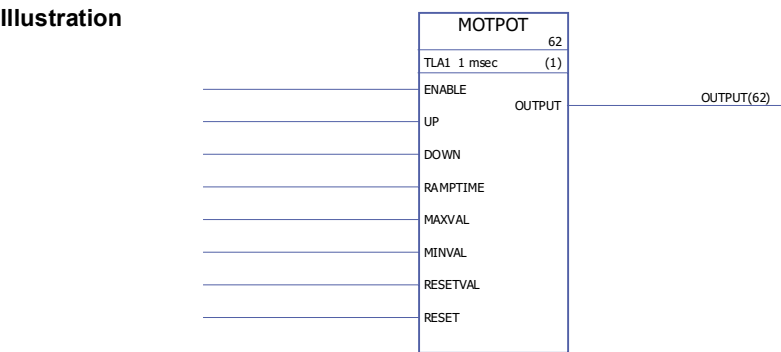 Illustration
MOTPOT
62
TLA1 1 msec (1)
ENABLE
OUTPUT
OUTPUT(62)
UP
DOWN
RAMPTIME
MAXVAL
MINVAL
RESETVAL
RESET